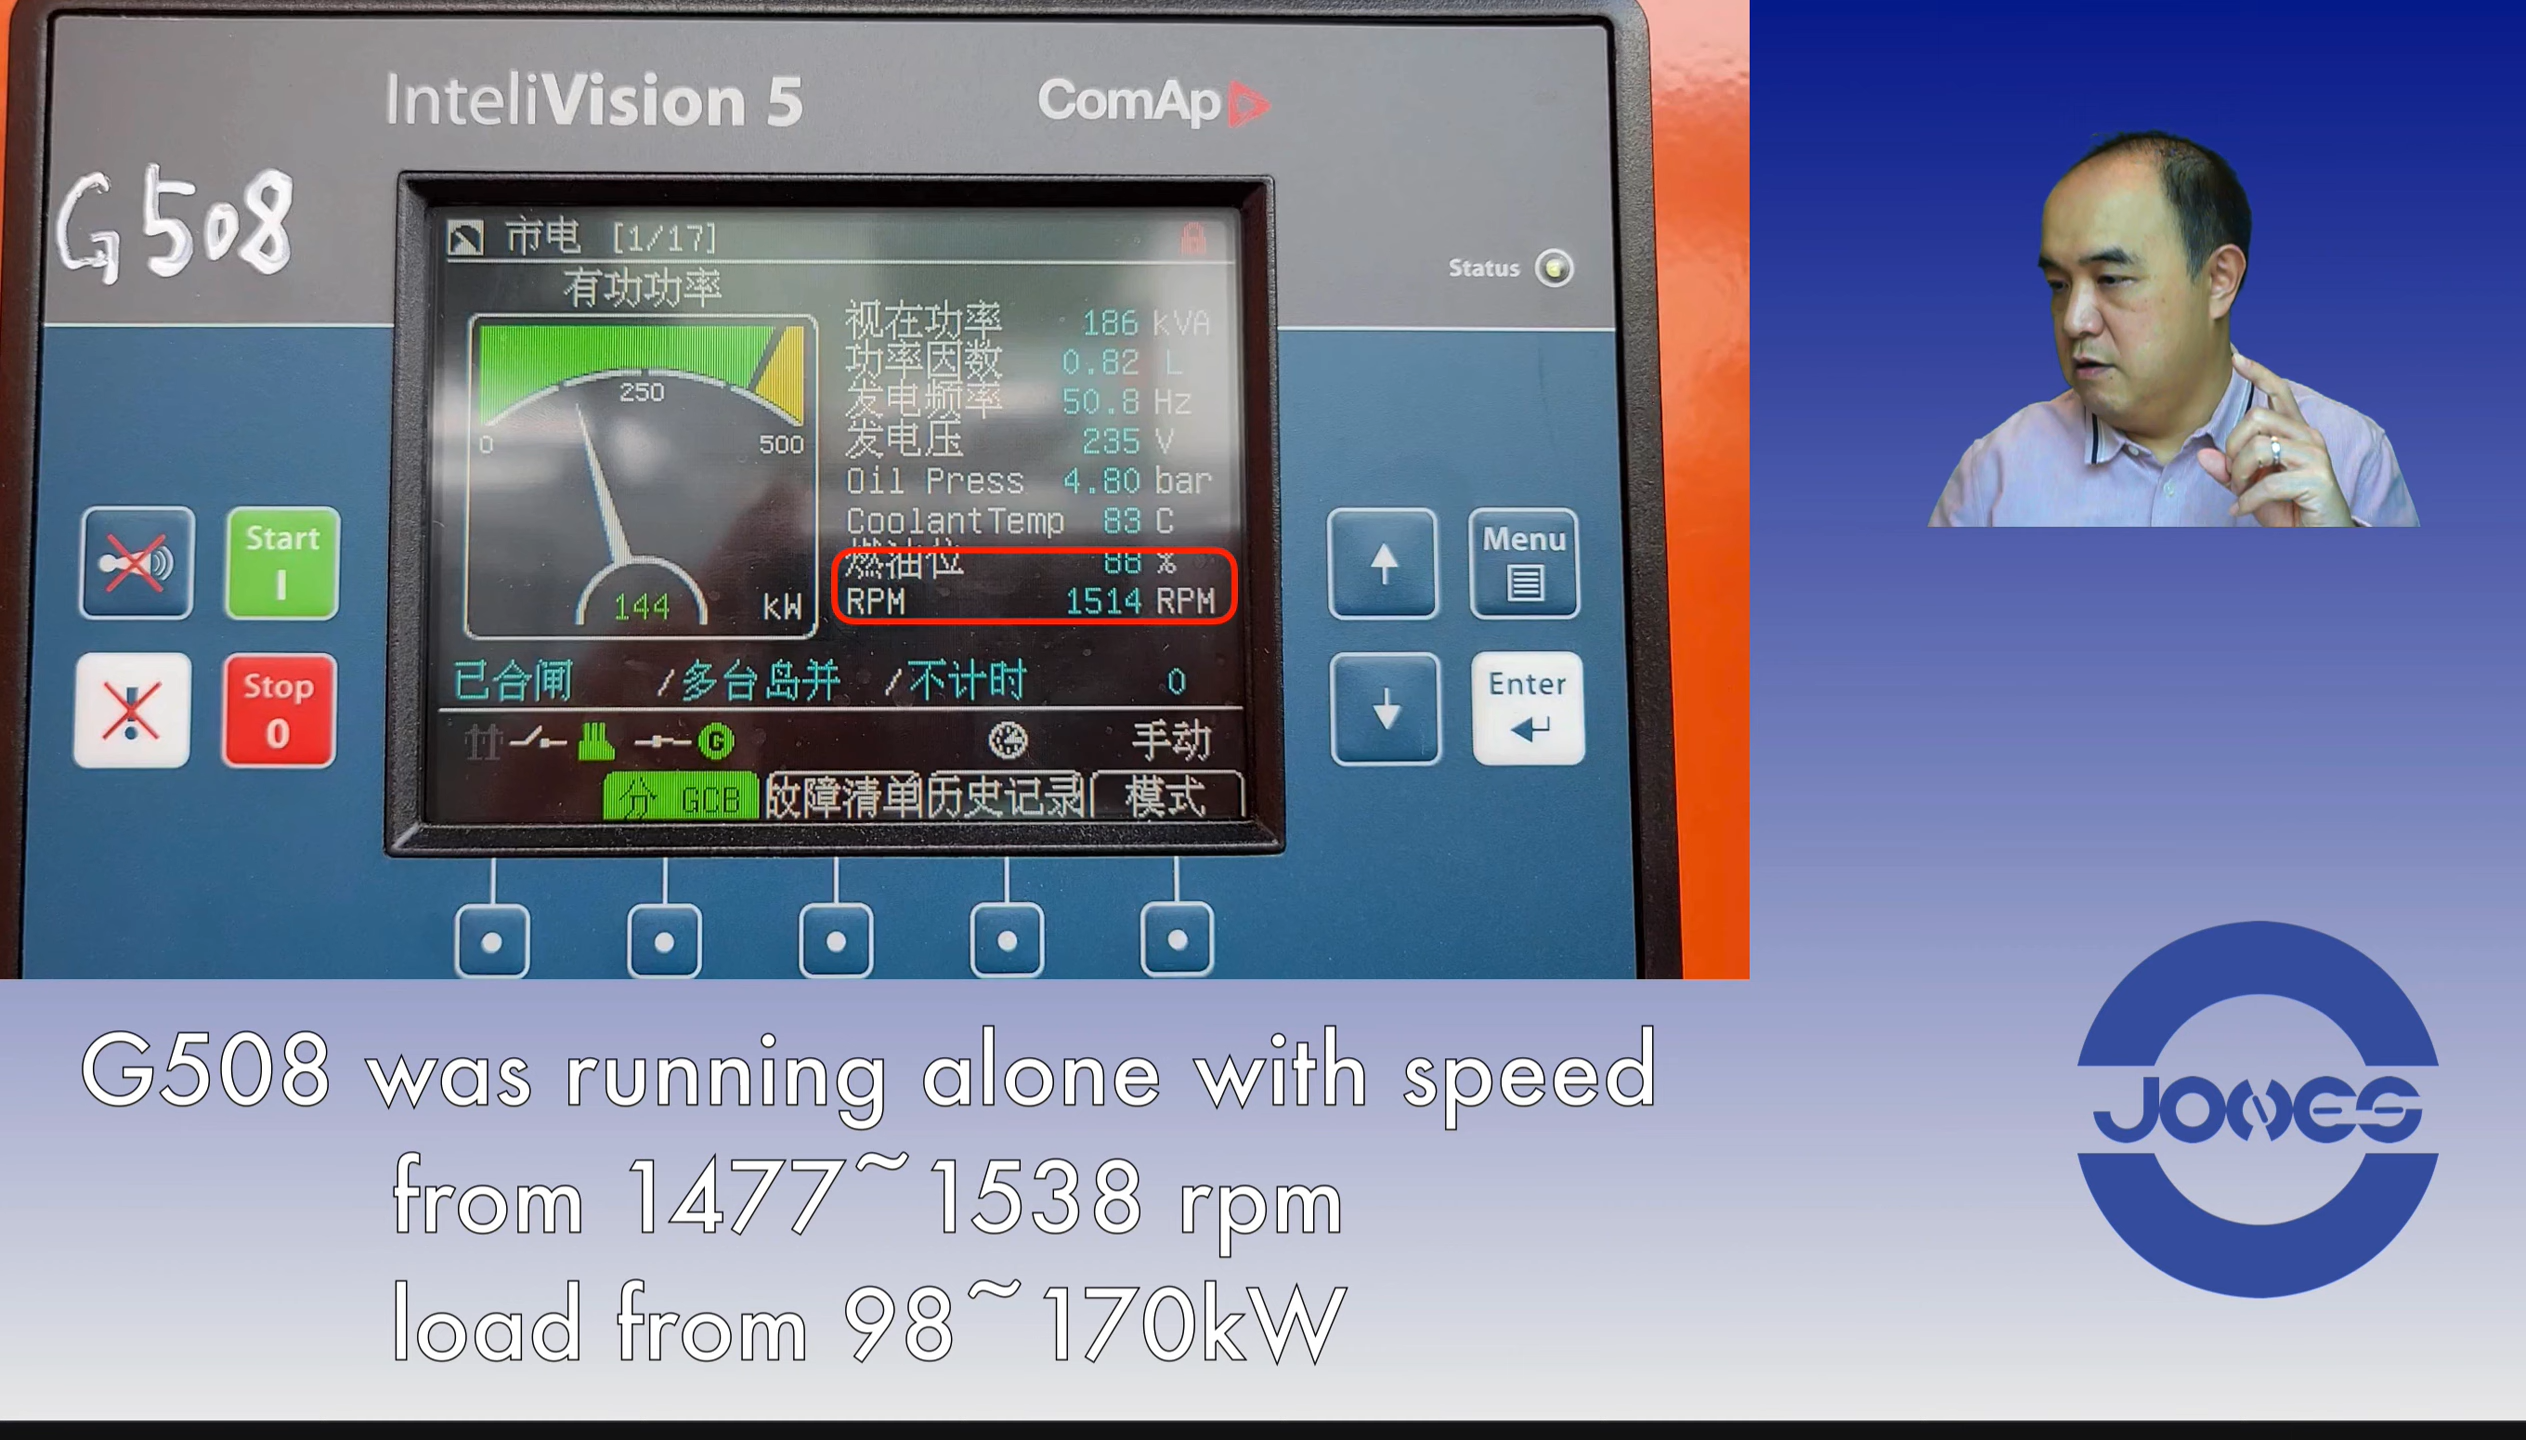 InteliVision 5
ComAp
G508
Status
市电 [1/17]
有功功率
250
0
500
144 kW
视在功率 186 kVA
功率因数 0.82 L
发电频率 50.8 Hz
发电压 235 V
Oil Press 4.80 bar
CoolantTemp 83 C
燃油位 88 %
RPM 1514 RPM
已合闸 /多台岛并 /不计时 0
G
手动
分 GCB 故障清单 历史记录 模式
Start
I
Stop
0
Menu
Enter
G508 was running alone with speed
from 1477~1538 rpm
load from 98~170kW
JONES